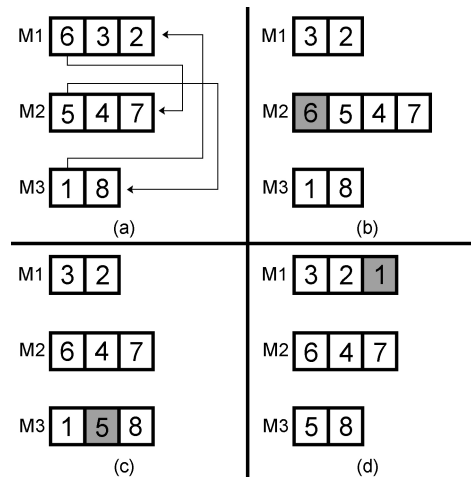 M1 6 3 2
M2 5 4 7
M3 1 8
(a)
M1 3 2
M2 6 5 4 7
M3 1 8
(b)
M1 3 2
M2 6 4 7
M3 1 5 8
(c)
M1 3 2 1
M2 6 4 7
M3 5 8
(d)